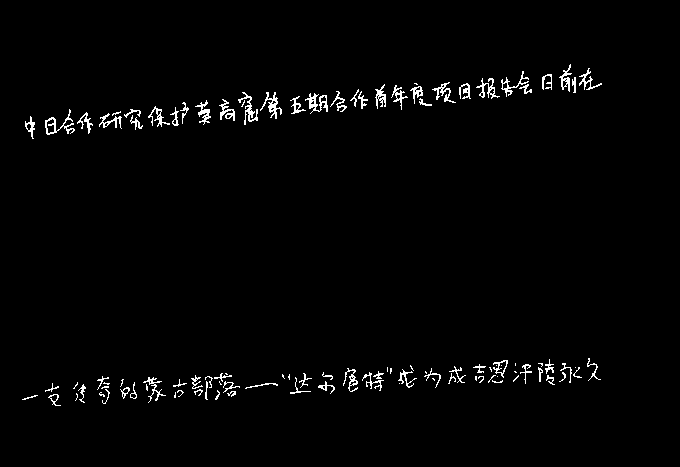 中日合作研究保护莫高窟第五期合作首年度项目报告会日前在
一支传奇的蒙古部落——“达尔扈特”成为成吉思汗陵永久